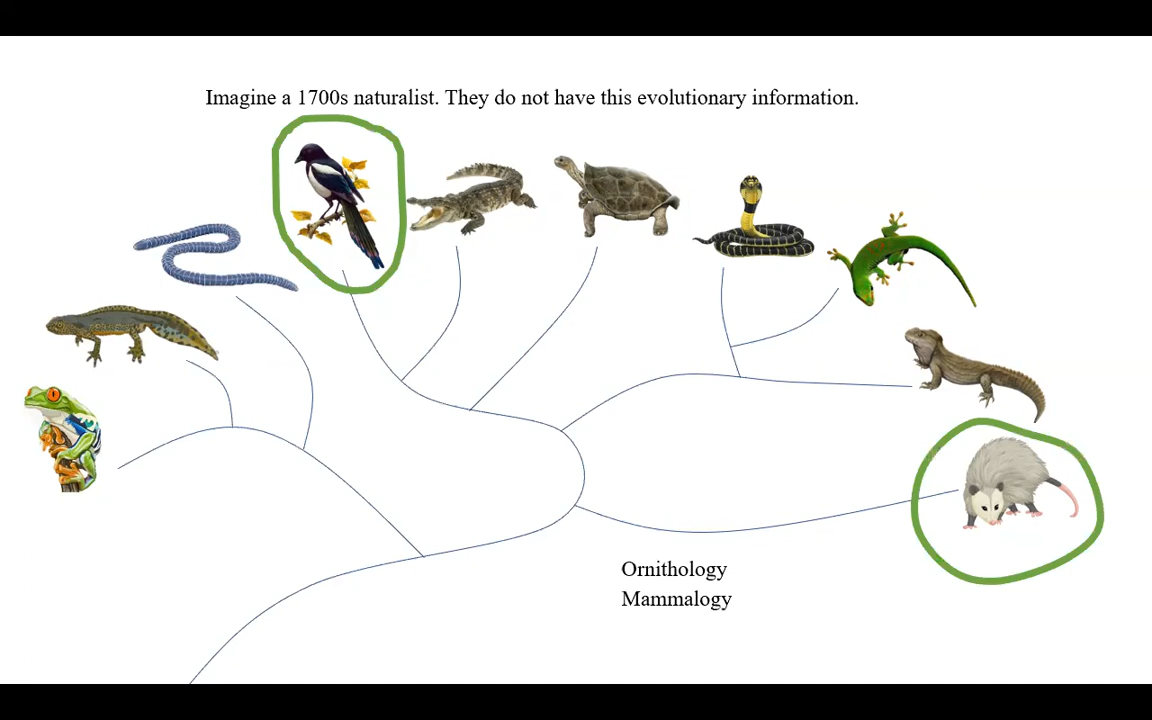 Imagine a 1700s naturalist. They do not have this evolutionary information.
Ornithology
Mammalogy